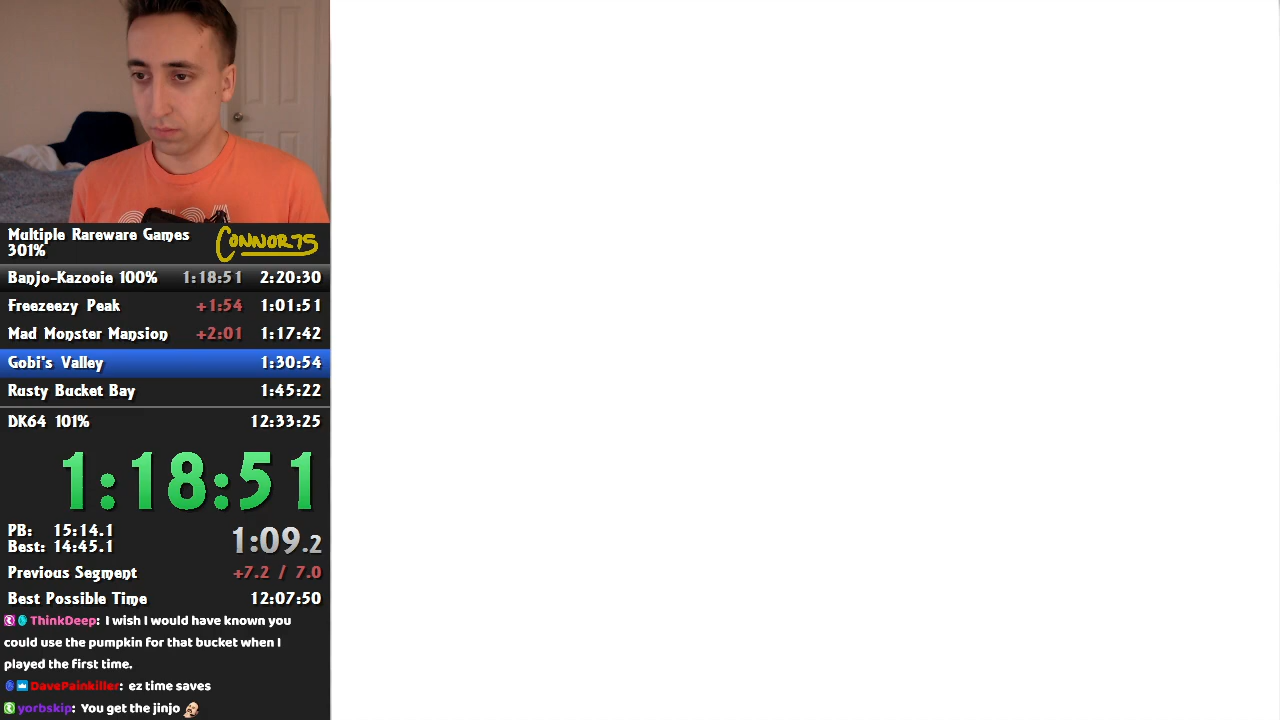 Multiple Rareware Games
301%
CONNOR75
Banjo-Kazooie 100% 1:18:51 2:20:30
Freezeezy Peak +1:54 1:01:51
Mad Monster Mansion +2:01 1:17:42
Gobi's Valley 1:30:54
Rusty Bucket Bay 1:45:22
DK64 101% 12:33:25
1:18:51
PB: 15:14.1
Best: 14:45.1
1:09.2
Previous Segment +7.2 / 7.0
Best Possible Time 12:07:50
ThinkDeep: I wish I would have known you
could use the pumpkin for that bucket when I
played the first time.
DavePainkiller: ez time saves
yorbskip: You get the jinjo